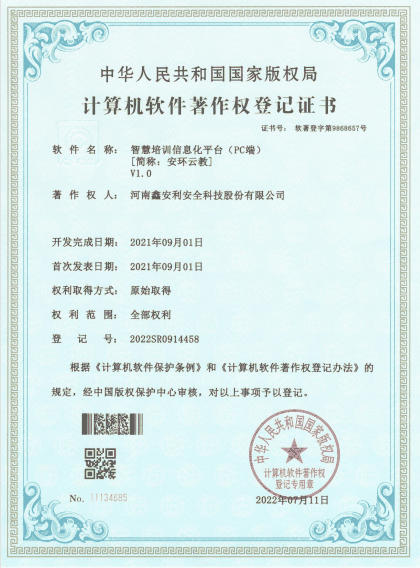 中华人民共和国国家版权局
计算机软件著作权登记证书
证书号： 软著登字第9868657号
软件名称： 智慧培训信息化平台（PC端）
[简称：安环云教]
V1.0
著作权人： 河南鑫安利安全科技股份有限公司
开发完成日期： 2021年09月01日
首次发表日期： 2021年09月01日
权利取得方式： 原始取得
权利范围： 全部权利
登记号： 2022SR0914458
根据《计算机软件保护条例》和《计算机软件著作权登记办法》的
规定，经中国版权保护中心审核，对以上事项予以登记。
中华人民共和国国家版权局
计算机软件著作权
登记专用章
No. 11134685
2022年07月11日